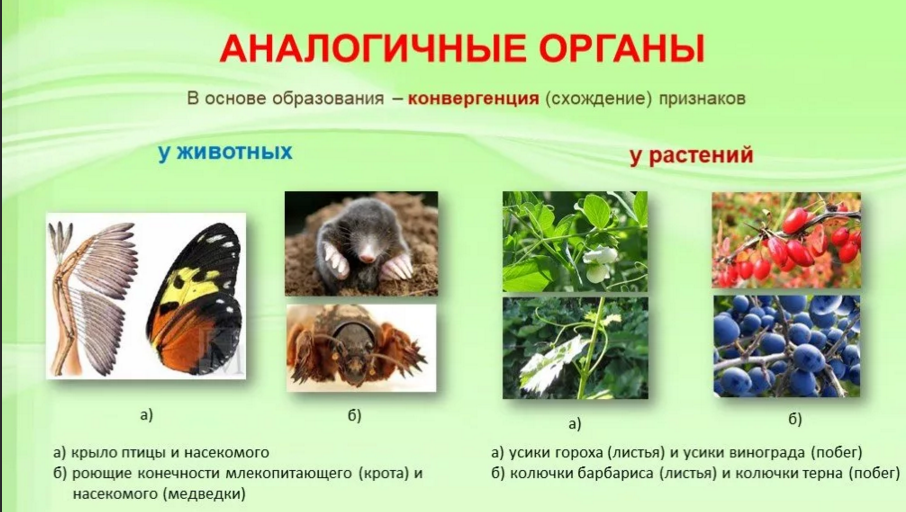 АНАЛОГИЧНЫЕ ОРГАНЫ
В основе образования – конвергенция (схождение) признаков
у животных
у растений
а)
б)
а)
б)
а) крыло птицы и насекомого
б) роющие конечности млекопитающего (крота) и
насекомого (медведки)
а) усики гороха (листья) и усики винограда (побег)
б) колючки барбариса (листья) и колючки терна (побег)